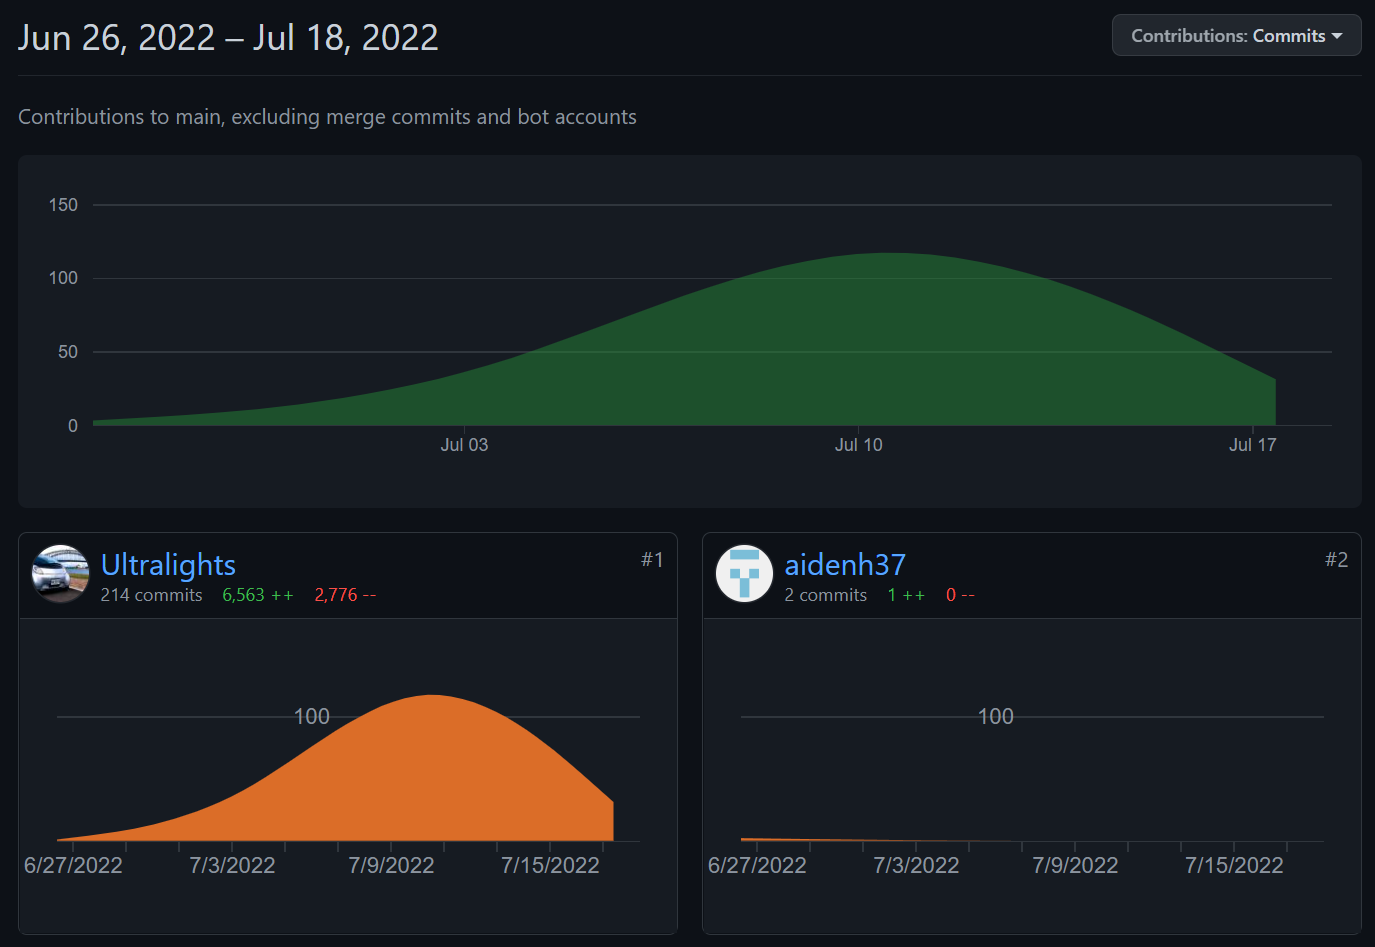 Jun 26, 2022 – Jul 18, 2022
Contributions: Commits
Contributions to main, excluding merge commits and bot accounts
150
100
50
0
Jul 03 Jul 10 Jul 17
Ultralights #1
214 commits 6,563 ++ 2,776 --
100
6/27/2022 7/3/2022 7/9/2022 7/15/2022
aidenh37 #2
2 commits 1 ++ 0 --
100
6/27/2022 7/3/2022 7/9/2022 7/15/2022